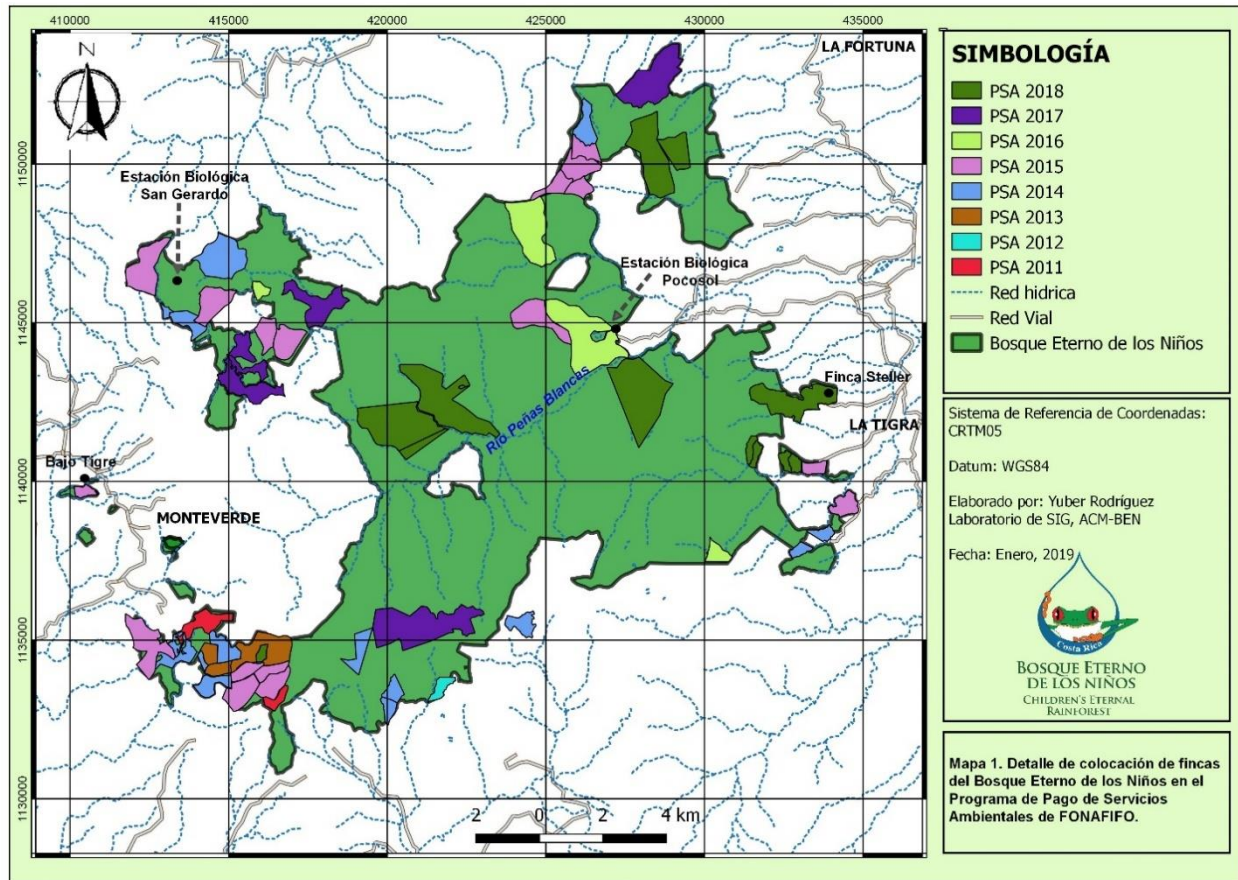 410000 415000 420000 425000 430000 435000
N
LA FORTUNA
1150000
Estación Biológica
San Gerardo
Estación Biológica
Pocosol
1145000
Río Peñas Blancas
Finca Steller
LA TIGRA
Bajo Tigre
1140000
MONTEVERDE
1135000
1130000
2 0 2 4 km
SIMBOLOGÍA
PSA 2018
PSA 2017
PSA 2016
PSA 2015
PSA 2014
PSA 2013
PSA 2012
PSA 2011
Red hídrica
Red Vial
Bosque Eterno de los Niños
Sistema de Referencia de Coordenadas:
CRTM05
Datum: WGS84
Elaborado por: Yuber Rodríguez
Laboratorio de SIG, ACM-BEN
Fecha: Enero, 2019
Costa Rica
BOSQUE ETERNO
DE LOS NIÑOS
CHILDREN'S ETERNAL
RAINFOREST
Mapa 1. Detalle de colocación de fincas
del Bosque Eterno de los Niños en el
Programa de Pago de Servicios
Ambientales de FONAFIFO.